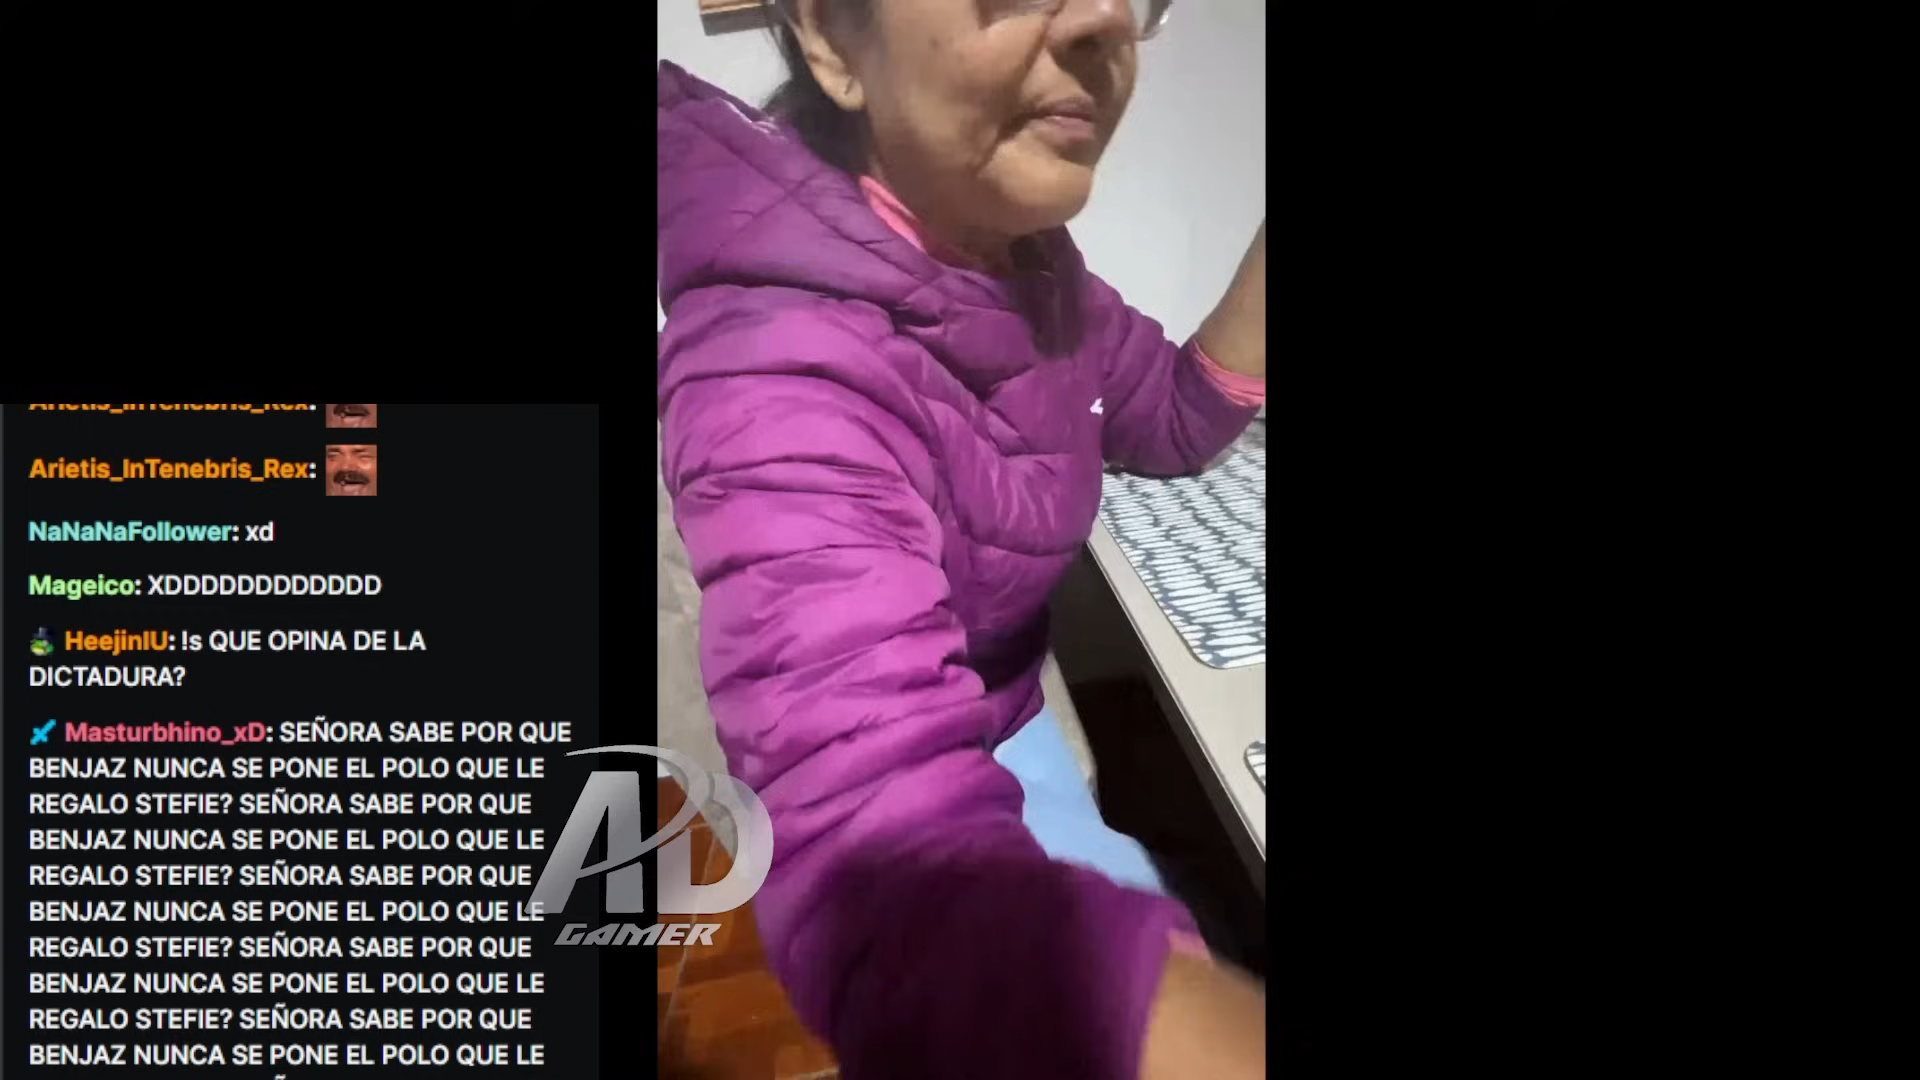 Arietis_InTenebris_Rex:
Arietis_InTenebris_Rex:
NaNaNaFollower: xd
Mageico: XDDDDDDDDDDDD
HeejinIU: !s QUE OPINA DE LA
DICTADURA?
Masturbhino_xD: SEÑORA SABE POR QUE
BENJAZ NUNCA SE PONE EL POLO QUE LE
REGALO STEFIE? SEÑORA SABE POR QUE
BENJAZ NUNCA SE PONE EL POLO QUE LE
REGALO STEFIE? SEÑORA SABE POR QUE
BENJAZ NUNCA SE PONE EL POLO QUE LE
REGALO STEFIE? SEÑORA SABE POR QUE
BENJAZ NUNCA SE PONE EL POLO QUE LE
REGALO STEFIE? SEÑORA SABE POR QUE
BENJAZ NUNCA SE PONE EL POLO QUE LE
AD
GAMER